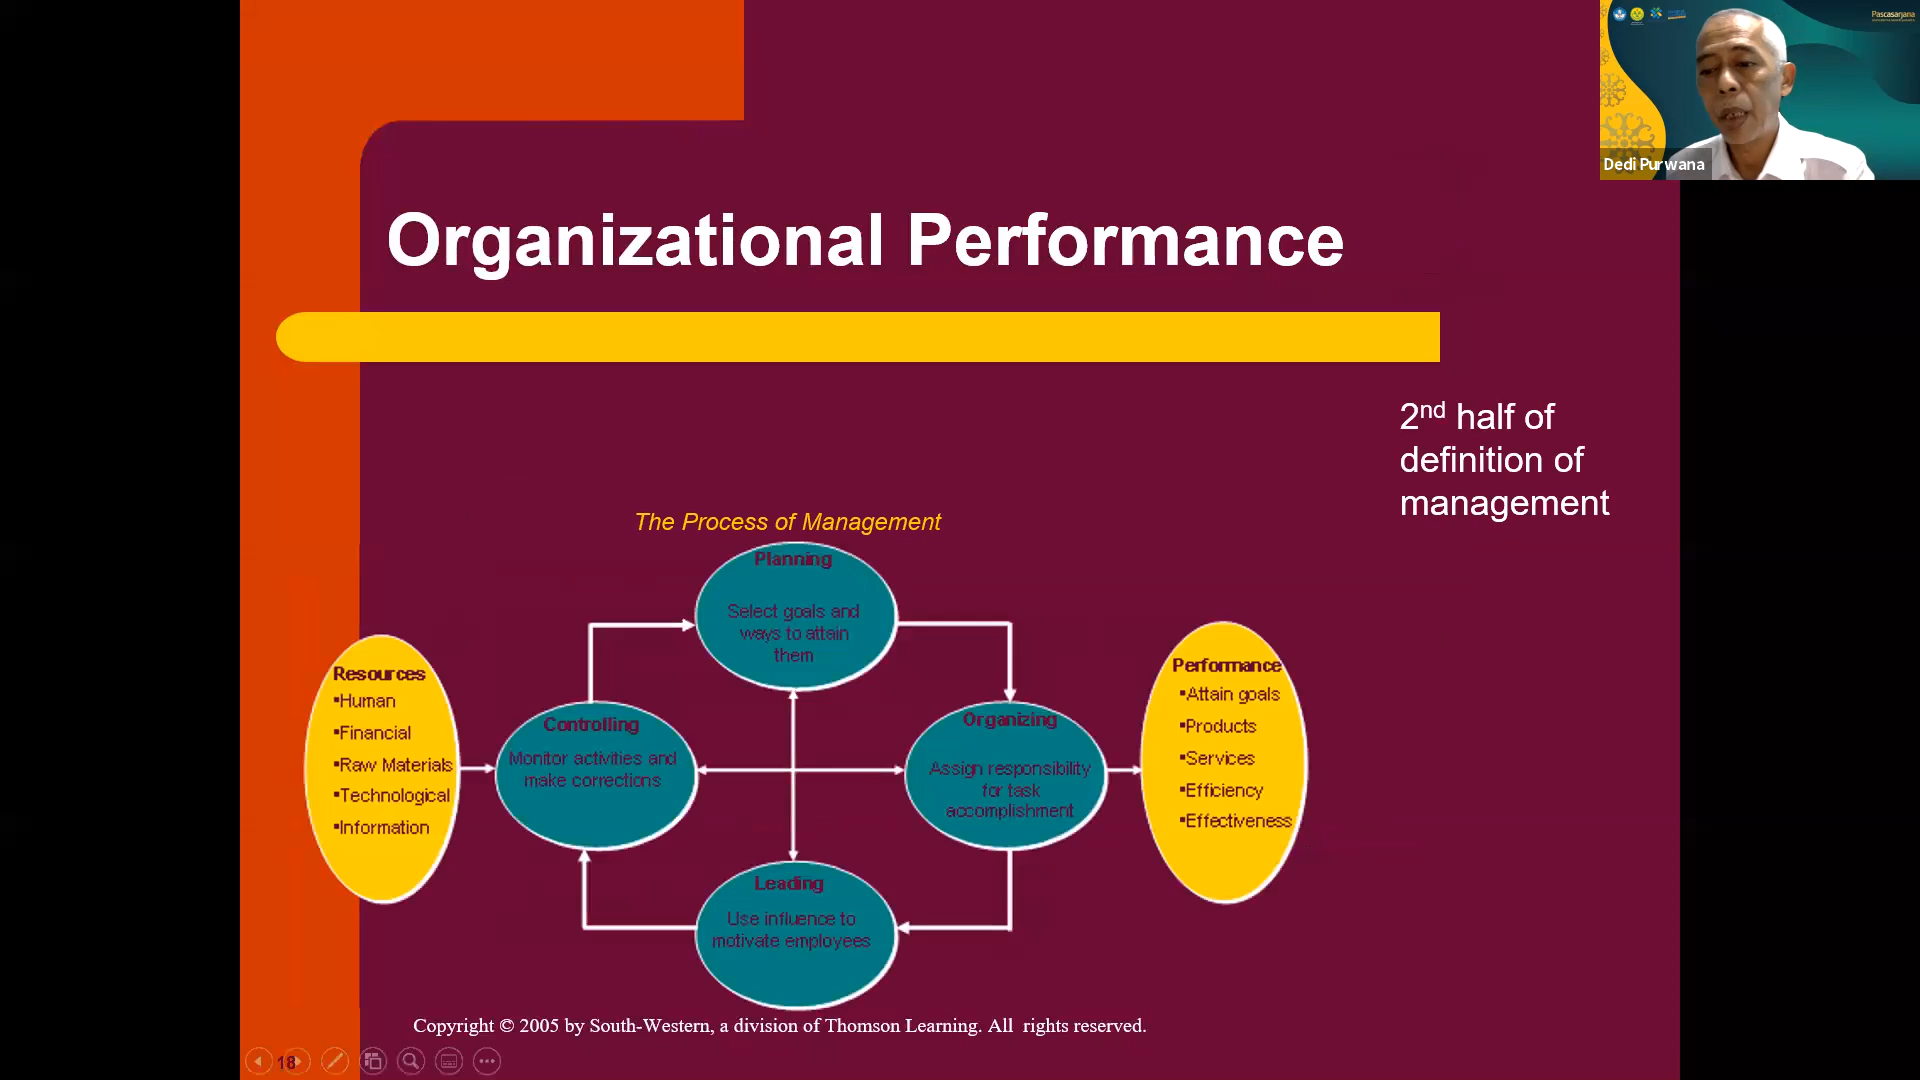 Pascasarjana
Dedi Purwana
Organizational Performance
2nd half of
definition of
management
The Process of Management
Planning
Select goals and
ways to attain
them
Resources
▪Human
▪Financial
▪Raw Materials
▪Technological
▪Information
Controlling
Monitor activities and
make corrections
Organizing
Assign responsibility
for task
accomplishment
Performance
▪Attain goals
▪Products
▪Services
▪Efficiency
▪Effectiveness
Leading
Use influence to
motivate employees
Copyright © 2005 by South-Western, a division of Thomson Learning. All rights reserved.
18